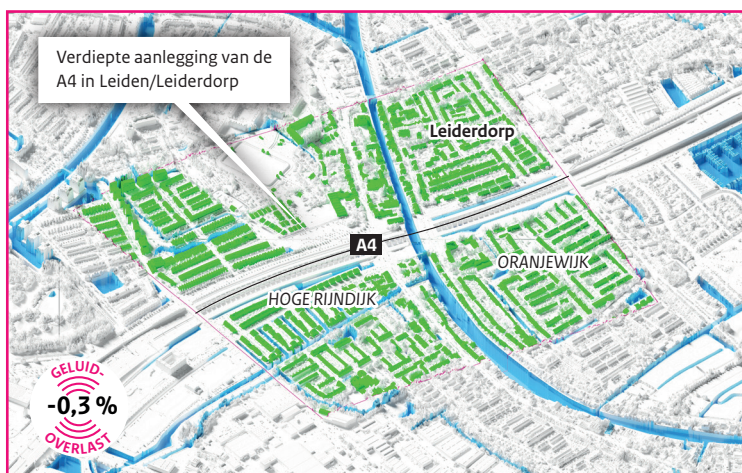 Verdiepte aanlegging van de
A4 in Leiden/Leiderdorp
Leiderdorp
A4
ORANJEWIJK
HOGE RIJNDIJK
GELUID-
-0,3 %
OVERLAST